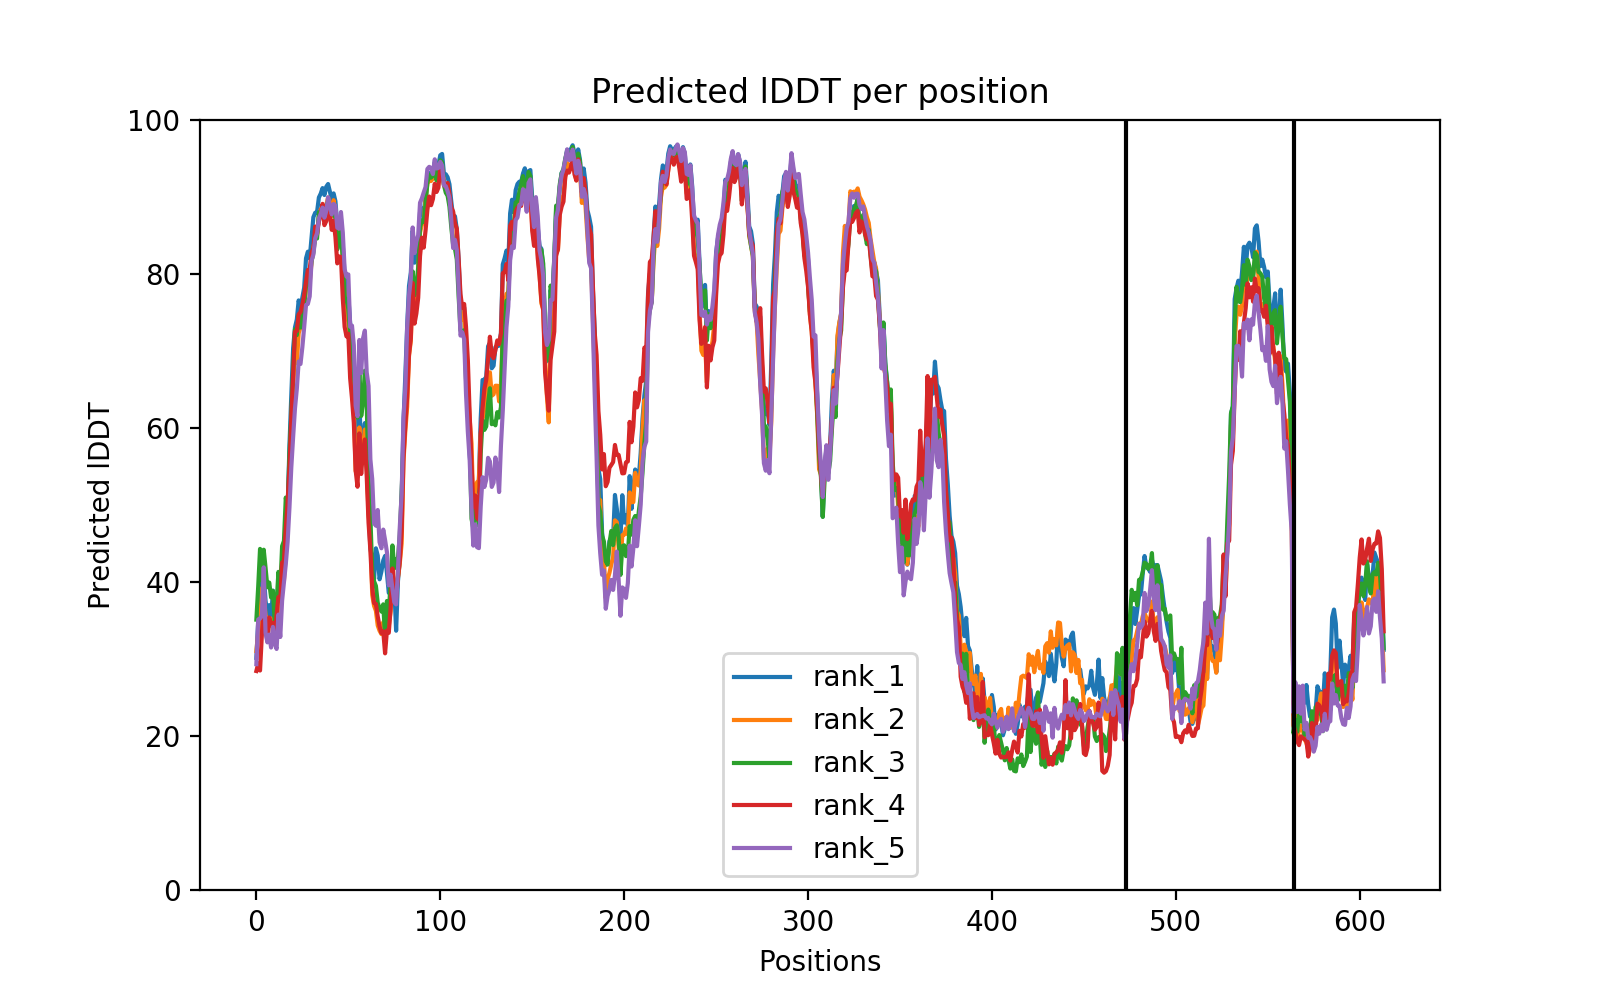 Predicted lDDT per position
100
80
60
40
20
0
Predicted lDDT
rank_1
rank_2
rank_3
rank_4
rank_5
0 100 200 300 400 500 600
Positions